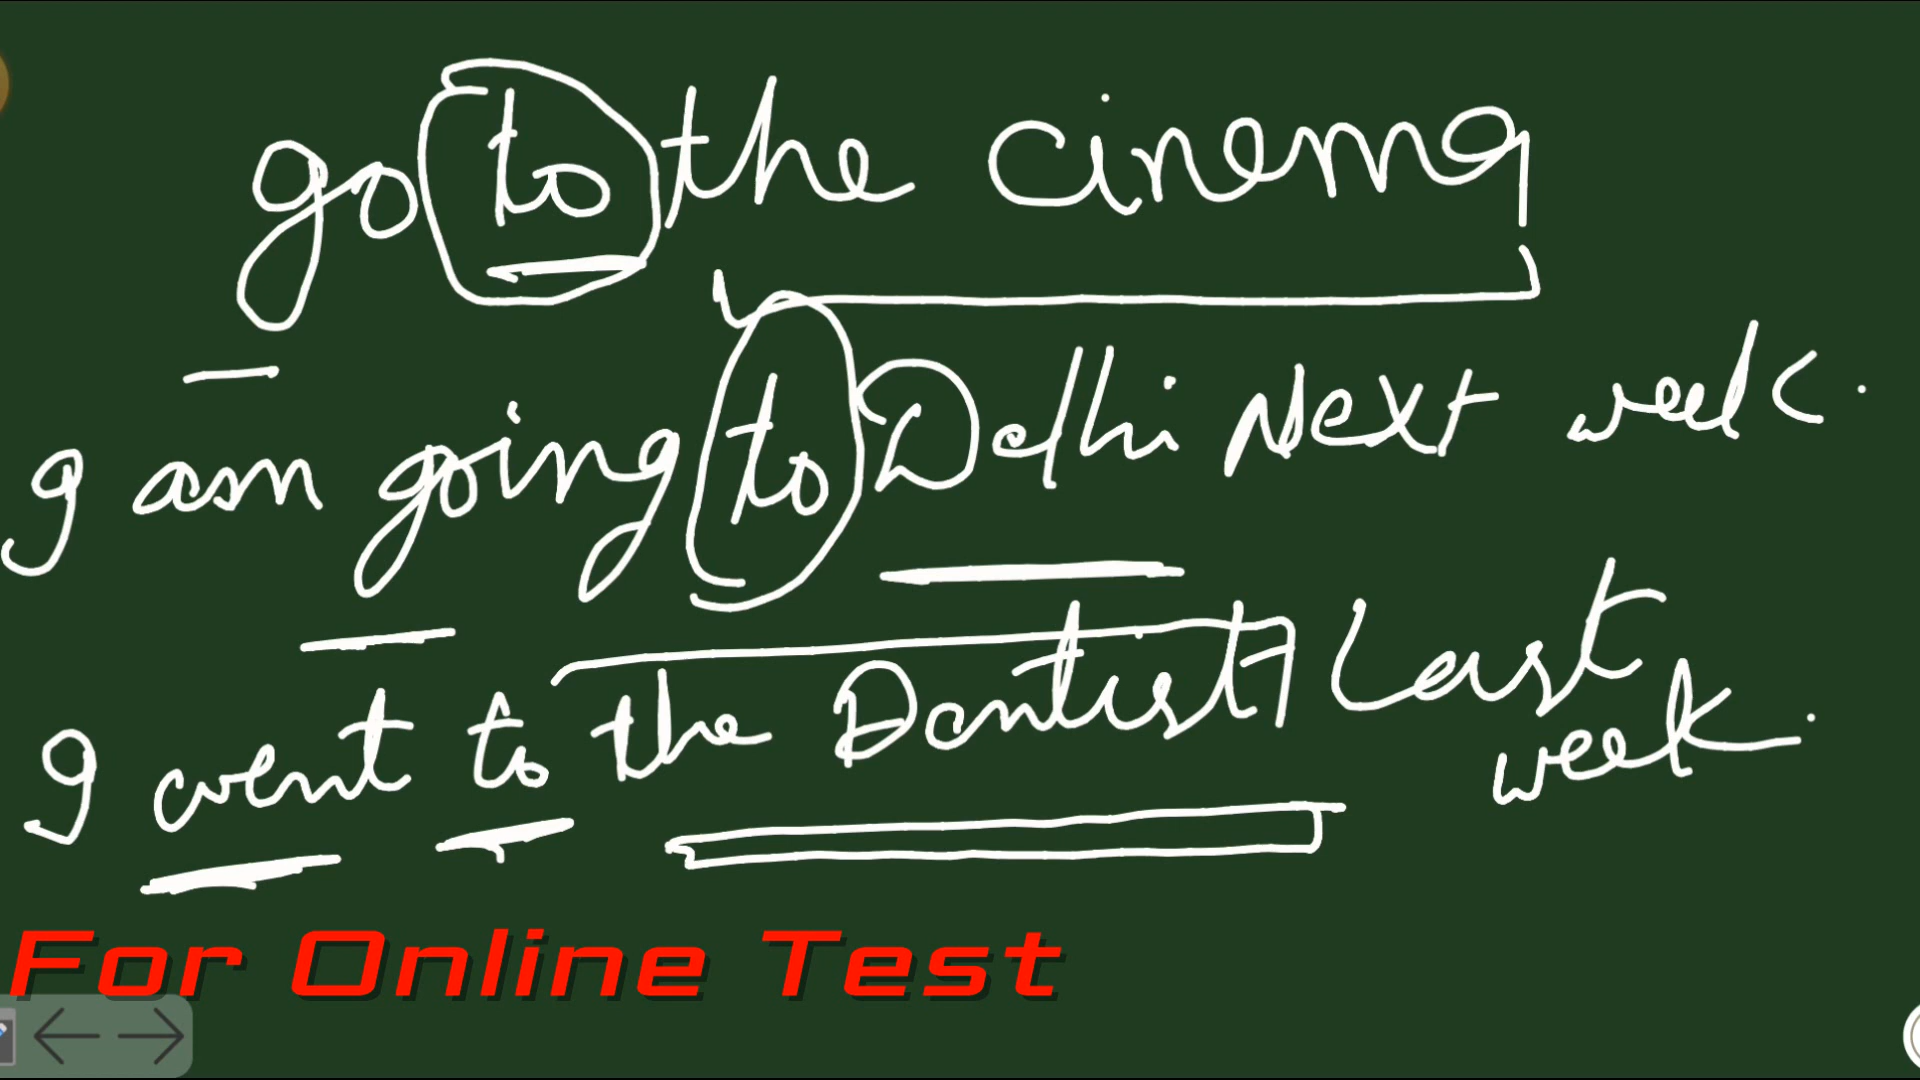 go to the cinema
I am going to Delhi Next week.
I went to the Dentist Last
week.
For Online Test